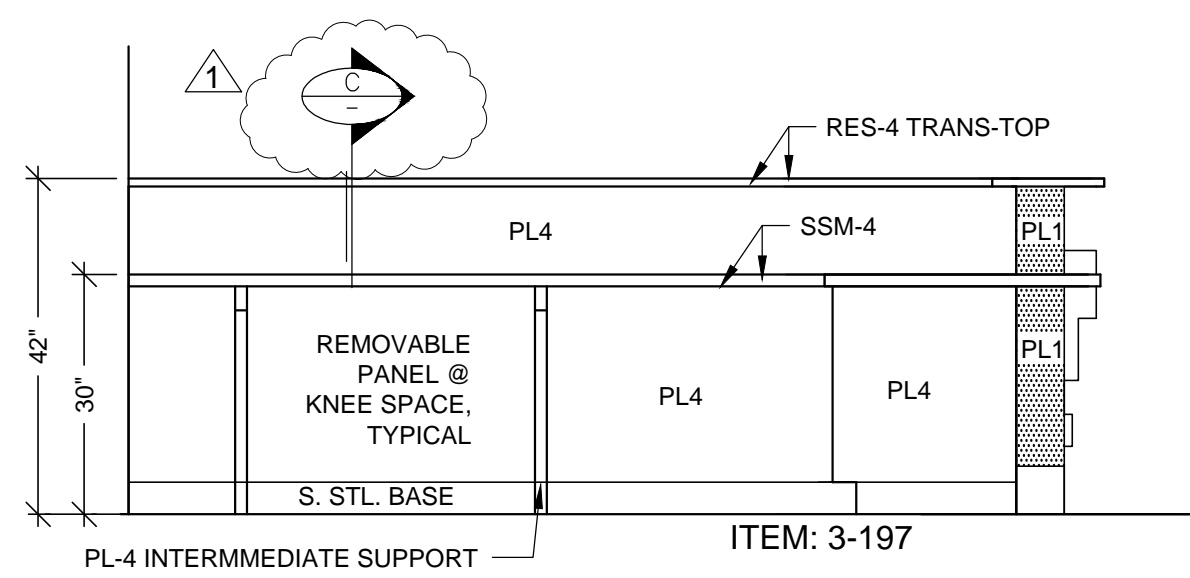 1
C
–
RES-4 TRANS-TOP
PL4
SSM-4
PL1
42"
30"
REMOVABLE
PANEL @
KNEE SPACE,
TYPICAL
PL4
PL4
PL1
S. STL. BASE
ITEM: 3-197
PL-4 INTERMMEDIATE SUPPORT